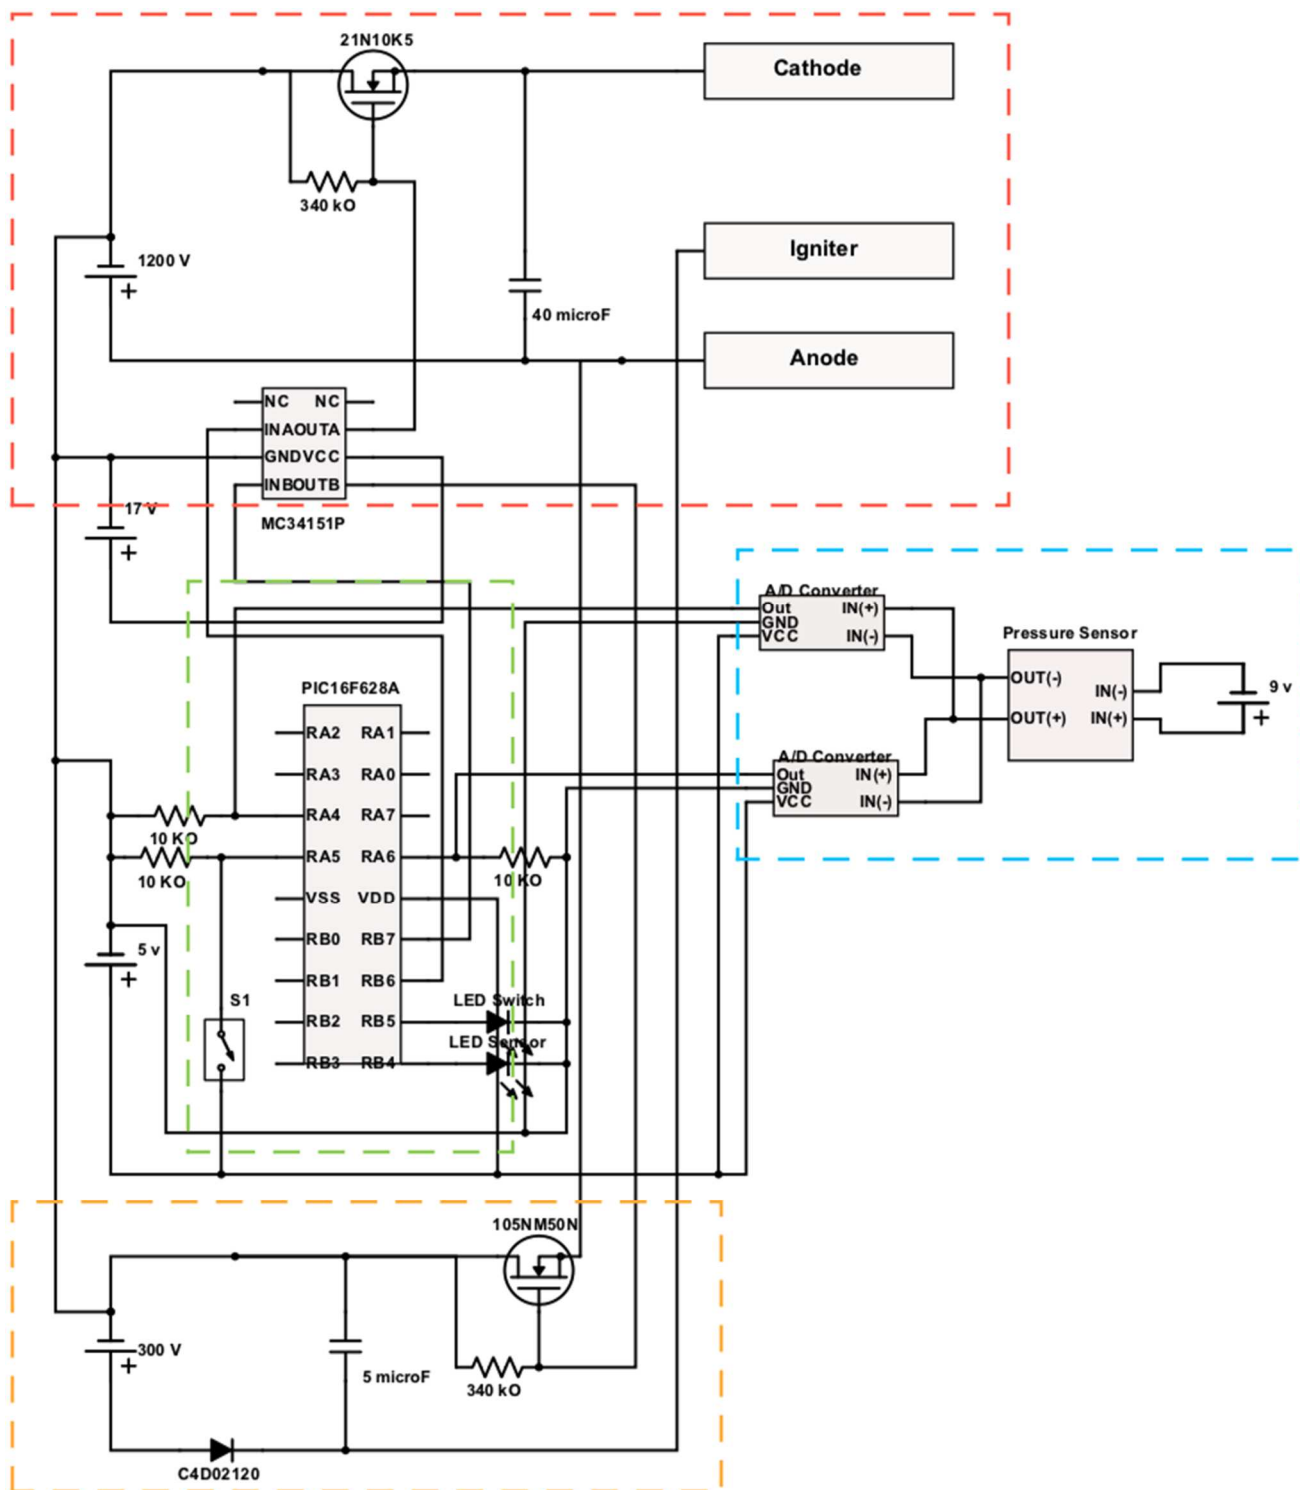 21N10K5
Cathode
340 kO
Igniter
1200 V
+
40 microF
Anode
NC NC
INAOUTA
GNDVCC
INBOUTB
17 V
MC34151P
+
A/D Converter
Out IN(+)
GND
VCC IN(-)
Pressure Sensor
OUT(-)
IN(-)
OUT(+) IN(+)
9 v
+
PIC16F628A
RA2 RA1
A/D Converter
Out IN(+)
GND
VCC IN(-)
RA3 RA0
RA4 RA7
10 KO
RA5 RA6
10 KO
10 KO
VSS VDD
RB0 RB7
5 v
+
RB1 RB6
S1
LED Switch
RB2 RB5
LED Sensor
RB3 RB4
105NM50N
300 V
+
5 microF
340 kO
C4D02120